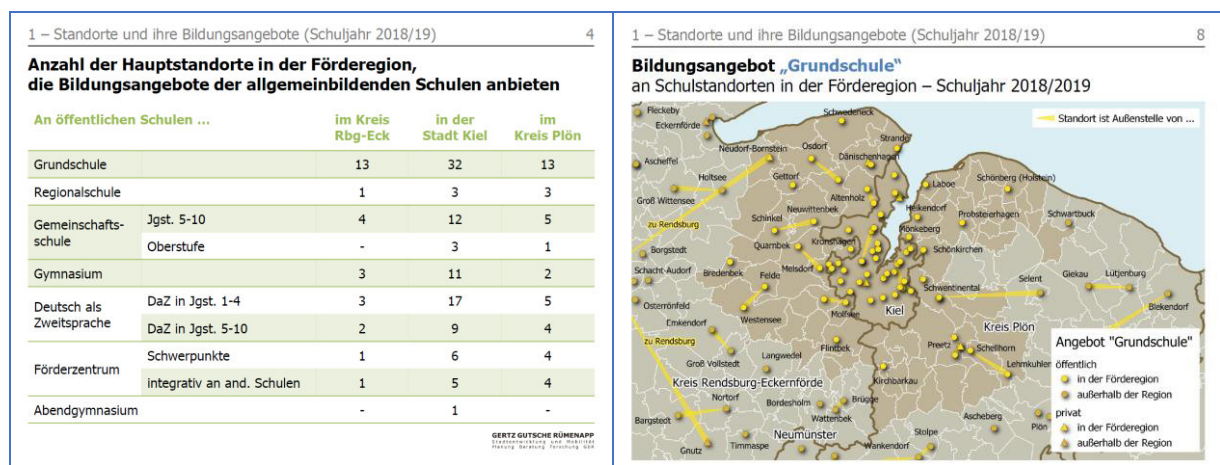 1 – Standorte und ihre Bildungsangebote (Schuljahr 2018/19) 4
Anzahl der Hauptstandorte in der Förderegion,
die Bildungsangebote der allgemeinbildenden Schulen anbieten
An öffentlichen Schulen ... im Kreis Rbg-Eck in der Stadt Kiel im Kreis Plön
Grundschule 13 32 13
Regionalschule 1 3 3
Gemeinschafts-
schule
Jgst. 5-10 4 12 5
Oberstufe - 3 1
Gymnasium 3 11 2
Deutsch als
Zweitsprache
DaZ in Jgst. 1-4 3 17 5
DaZ in Jgst. 5-10 2 9 4
Förderzentrum
Schwerpunkte 1 6 4
integrativ an and. Schulen 1 5 4
Abendgymnasium - 1 -
GERTZ GUTSCHE RÜMENAPP
Stadtentwicklung und Mobilität
Planung Beratung Forschung GbR
1 – Standorte und ihre Bildungsangebote (Schuljahr 2018/19) 8
Bildungsangebot „Grundschule“
an Schulstandorten in der Förderegion – Schuljahr 2018/2019
Standort ist Außenstelle von ...
Fleckeby
Schwedeneck
Eckernförde
Strande
Neudorf-Bornstein
Osdorf
Dänischenhagen
Ascheffel
Holtsee
Gettorf
Laboe
Schönberg (Holstein)
Groß Wittensee
Altenholz
Heikendorf
Neuwittenbek
Probsteierhagen
Schwartbuck
zu Rendsburg
Schinkel
Mönkeberg
Kronshagen
Quarnbek
Schönkirchen
Borgstedt
Schacht-Audorf
Bredenbek
Felde
Melsdorf
Selent
Giekau
Lütjenburg
Schwentinental
Osterrönfeld
Blekendorf
Westensee
Molfsee
Kiel
Emkendorf
Kreis Plön
zu Rendsburg
Flintbek
Preetz
Schellhorn
Groß Vollstedt
Langwedel
Lehmkuhlen
Kreis Rendsburg-Eckernförde
Kirchbarkau
Nortorf
Bordesholm
Brügge
Bargstedt
Wattenbek
Ascheberg
Plön
Gnutz
Timmaspe
Neumünster
Stolpe
Wankendorf
Angebot "Grundschule"
öffentlich
in der Förderegion
außerhalb der Region
privat
in der Förderegion
außerhalb der Region